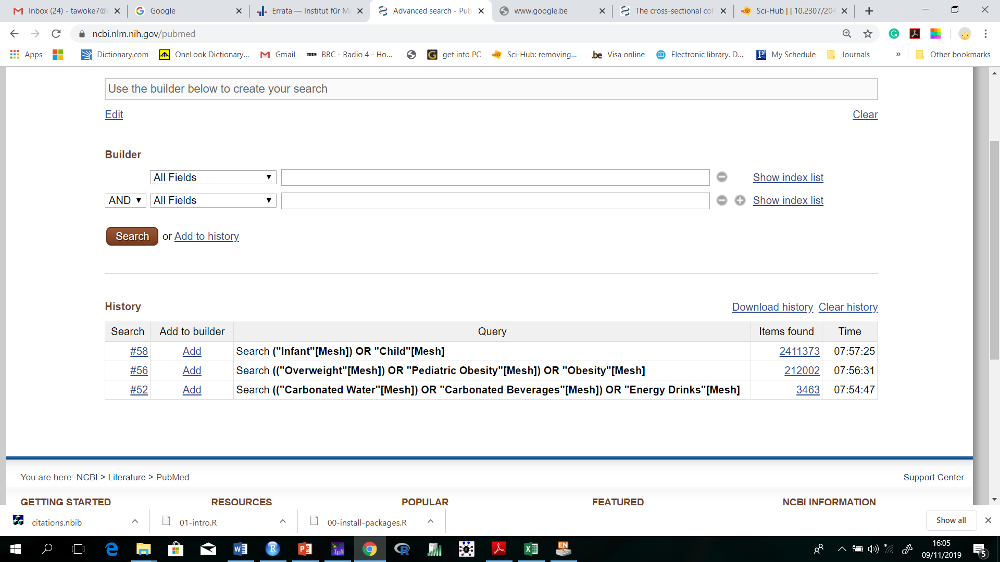 Inbox (24) - tawoke7@
Google
Errata — Institut für Me
Advanced search - Pub
www.google.be
The cross-sectional coh
Sci-Hub | | 10.2307/204
ncbi.nlm.nih.gov/pubmed
Apps
Dictionary.com
OneLook Dictionary...
Gmail
BBC - Radio 4 - Ho...
get into PC
Sci-Hub: removing...
Visa online
Electronic library. D...
My Schedule
Journals
»
Other bookmarks
Use the builder below to create your search
Edit
Clear
Builder
All Fields
Show index list
AND
All Fields
Show index list
Search or Add to history
History
Download history Clear history
Search Add to builder Query Items found Time
#58 Add Search ("Infant"[Mesh]) OR "Child"[Mesh] 2411373 07:57:25
#56 Add Search (("Overweight"[Mesh]) OR "Pediatric Obesity"[Mesh]) OR "Obesity"[Mesh] 212002 07:56:31
#52 Add Search (("Carbonated Water"[Mesh]) OR "Carbonated Beverages"[Mesh]) OR "Energy Drinks"[Mesh] 3463 07:54:47
You are here: NCBI > Literature > PubMed
Support Center
GETTING STARTED
RESOURCES
POPULAR
FEATURED
NCBI INFORMATION
citations.nbib
01-intro.R
00-install-packages.R
Show all
16:05
09/11/2019
5